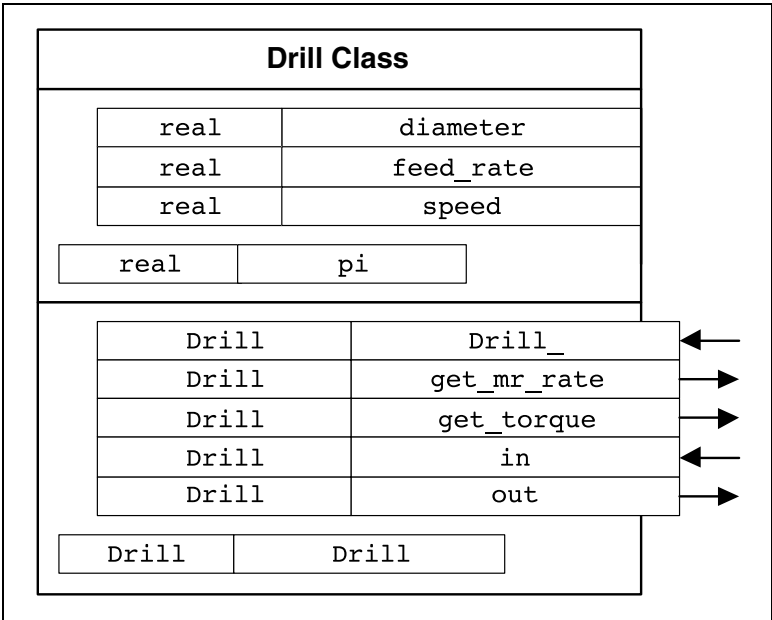 Drill Class
real diameter
real feed_rate
real speed
real pi
Drill Drill_
Drill get_mr_rate
Drill get_torque
Drill in
Drill out
Drill Drill